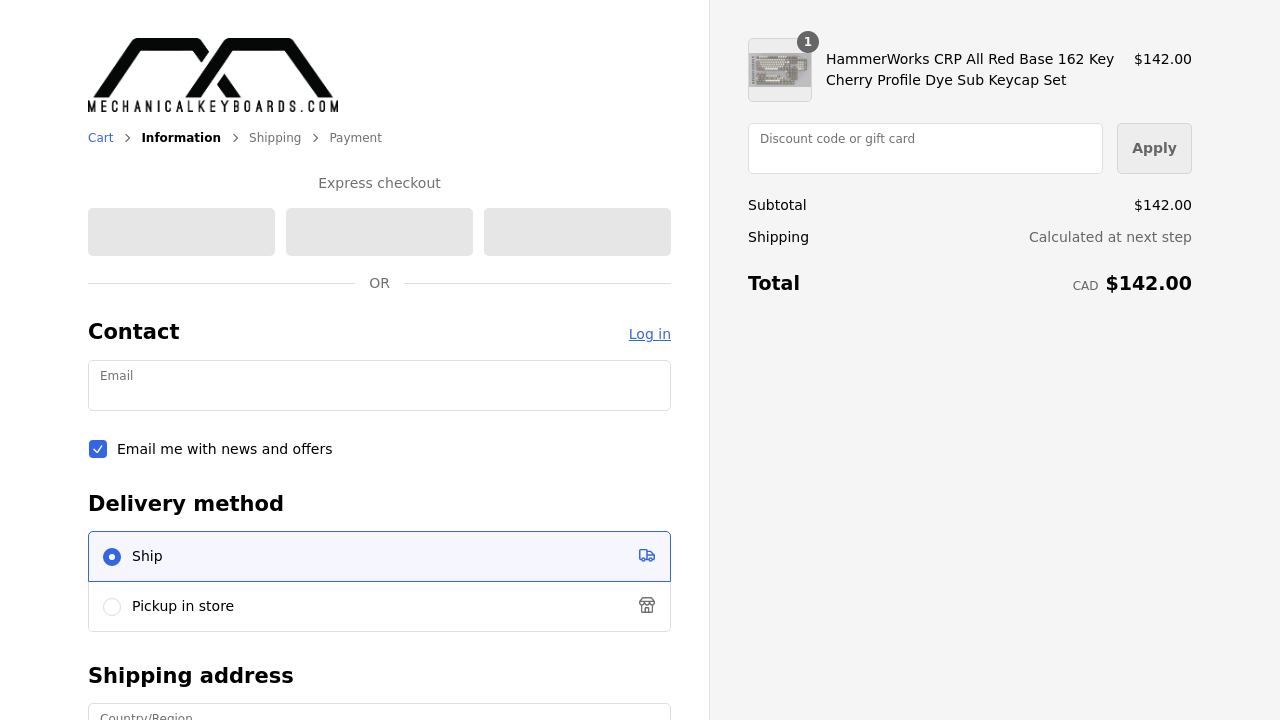 MECHANICALKEYBOARDS.COM
Cart
Information
Shipping
Payment
Express checkout
OR
Contact
Log in
Email
Email me with news and offers
Delivery method
Ship
Pickup in store
Shipping address
Country/Region
1
HammerWorks CRP All Red Base 162 Key
Cherry Profile Dye Sub Keycap Set
$142.00
Discount code or gift card
Apply
Subtotal
$142.00
Shipping
Calculated at next step
Total
CAD $142.00